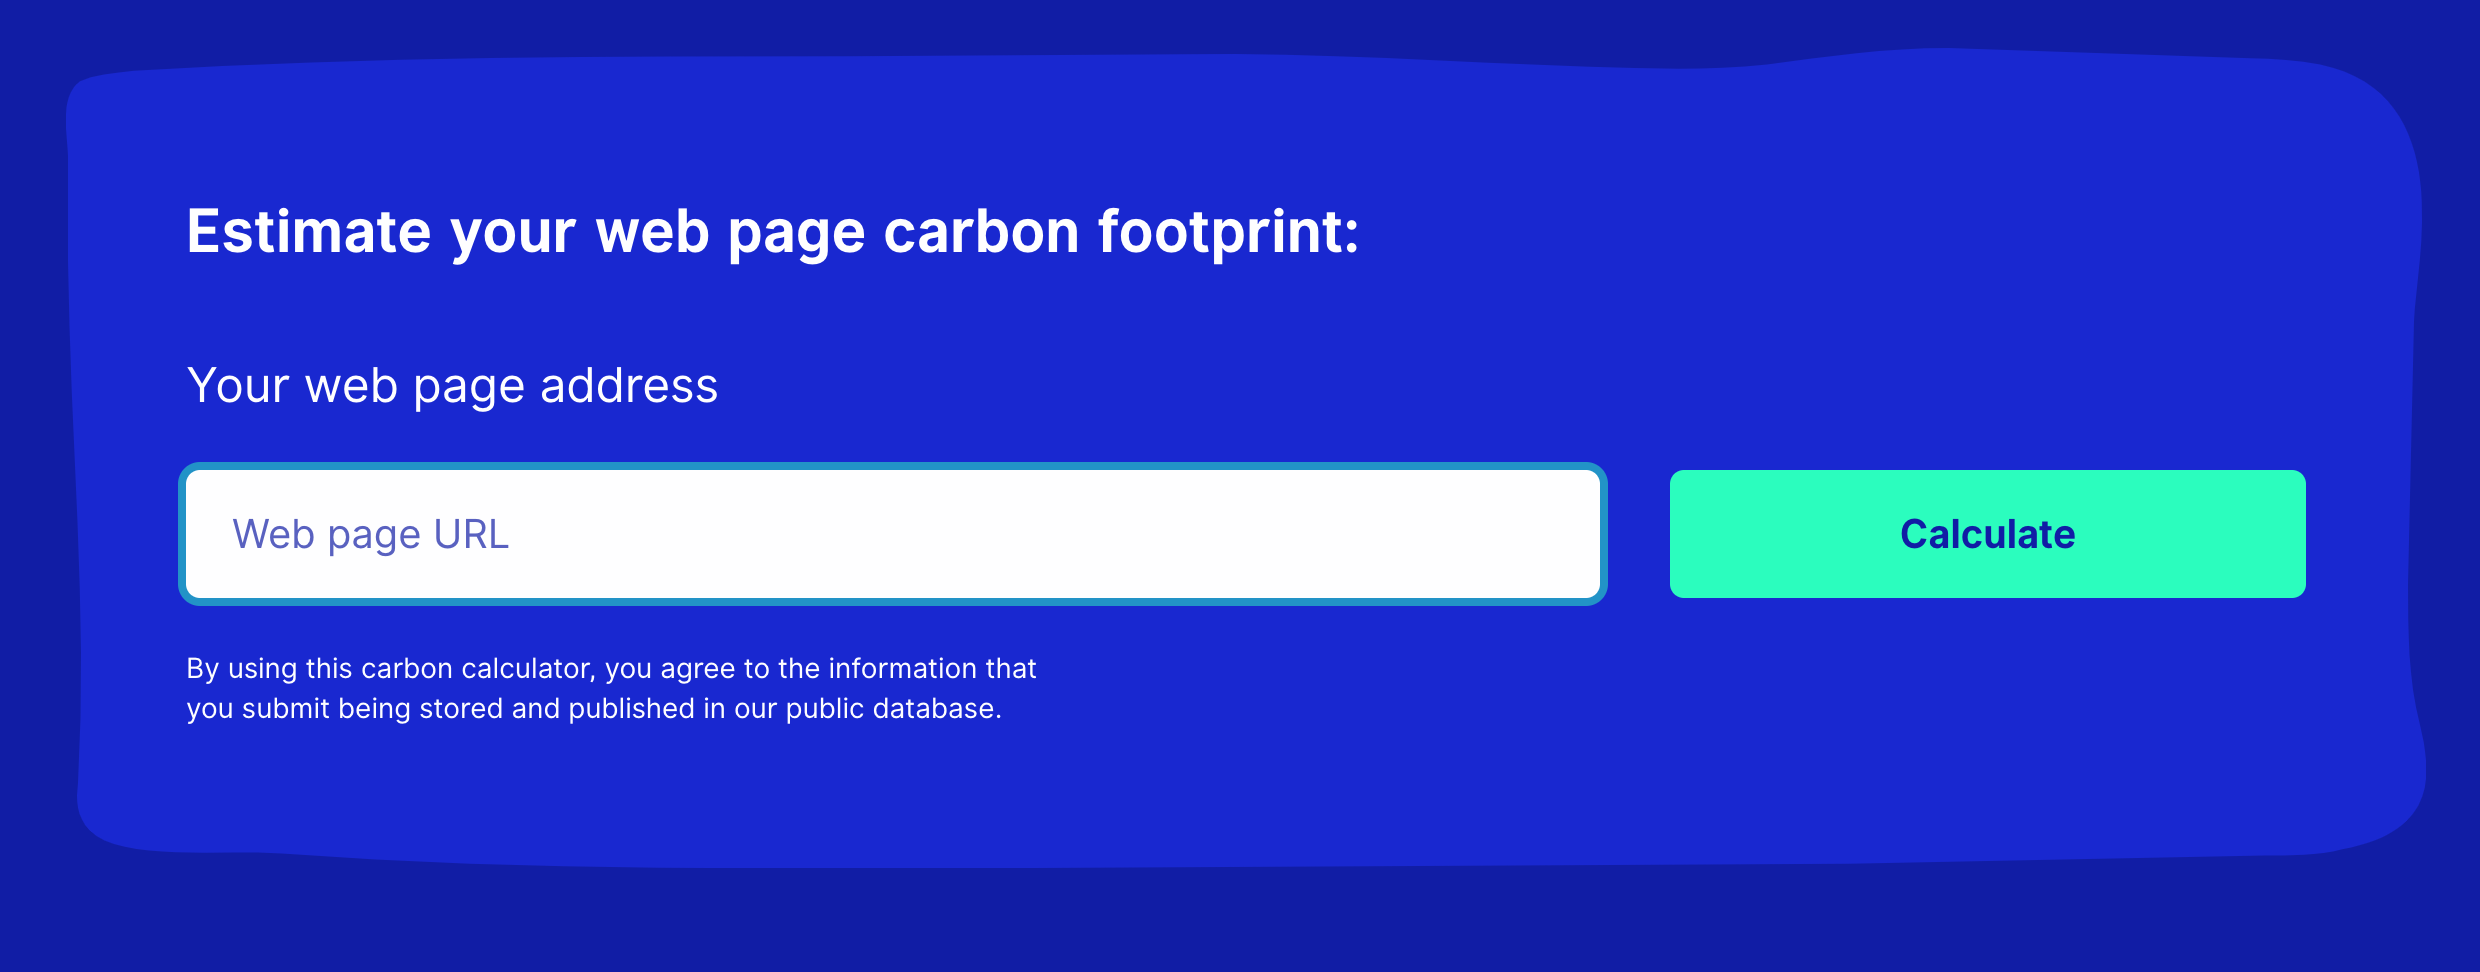 Estimate your web page carbon footprint:
Your web page address
Web page URL
Calculate
By using this carbon calculator, you agree to the information that
you submit being stored and published in our public database.